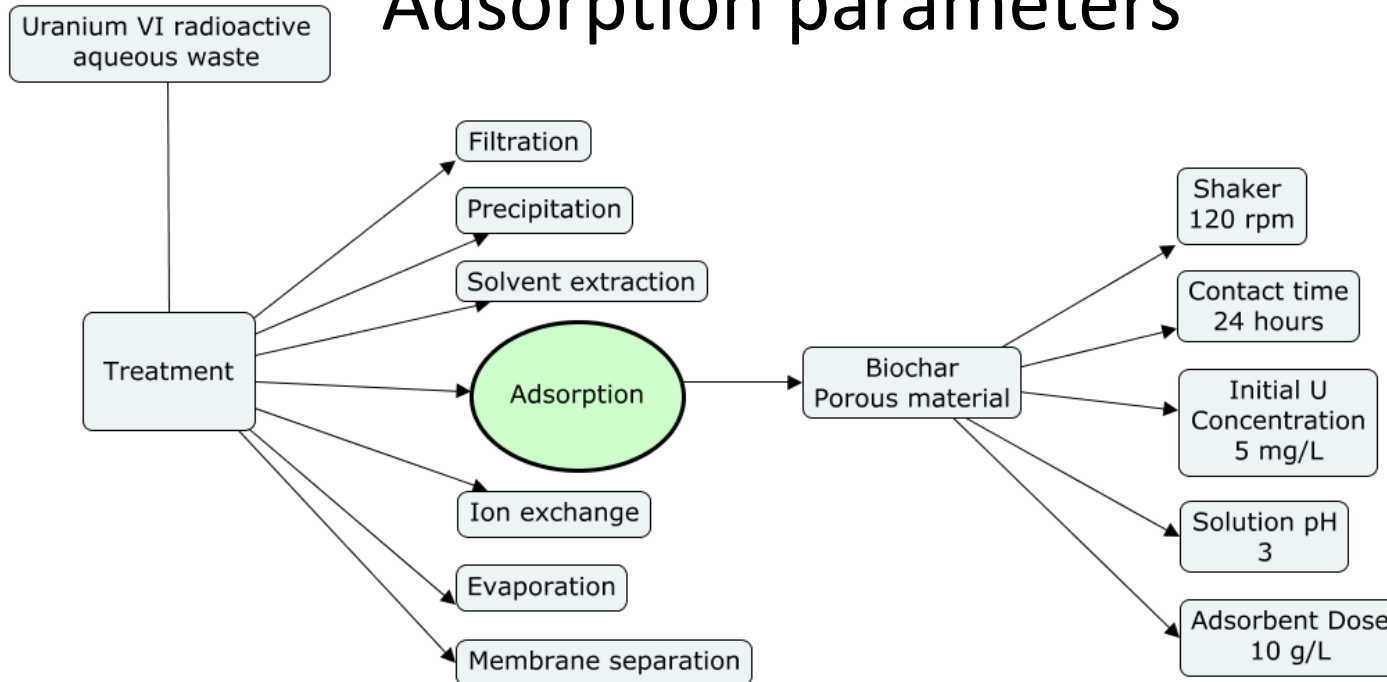 Adsorption parameters
Uranium VI radioactive
aqueous waste
Treatment
Filtration
Precipitation
Solvent extraction
Adsorption
Ion exchange
Evaporation
Membrane separation
Biochar
Porous material
Shaker
120 rpm
Contact time
24 hours
Initial U
Concentration
5 mg/L
Solution pH
3
Adsorbent Dose
10 g/L